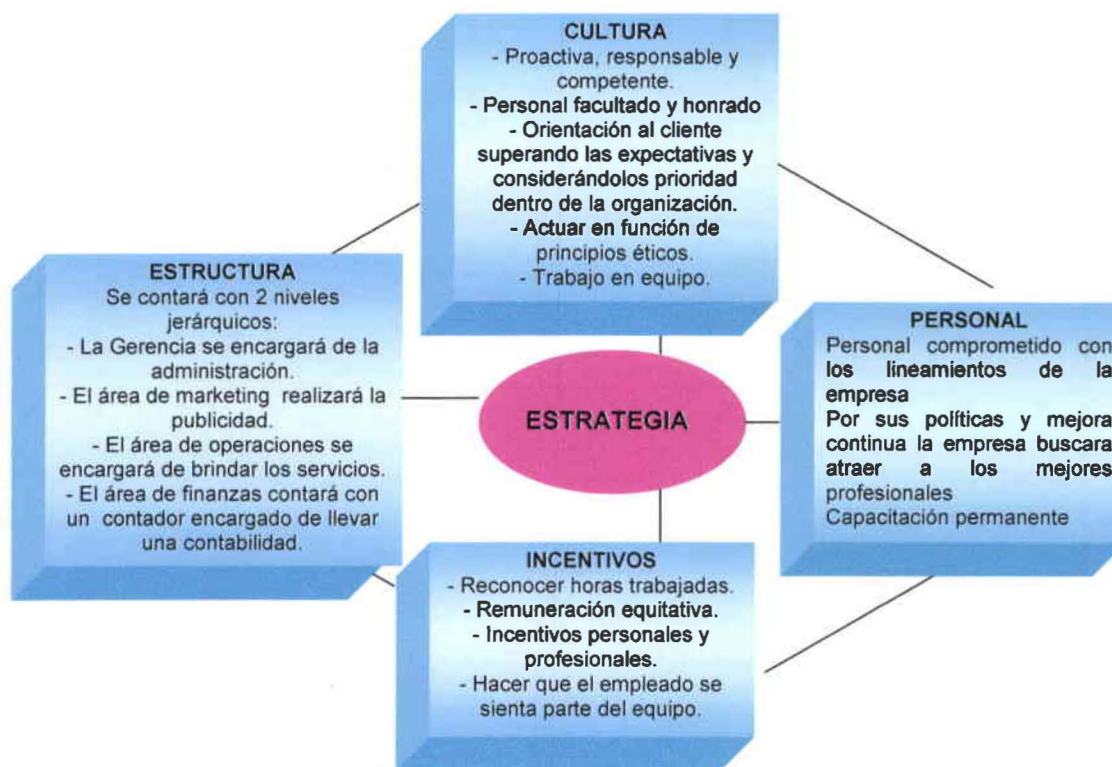 CULTURA
- Proactiva, responsable y
competente.
- Personal facultado y honrado
- Orientación al cliente
superando las expectativas y
considerándolos prioridad
dentro de la organización.
- Actuar en función de
principios éticos.
- Trabajo en equipo.
ESTRUCTURA
Se contará con 2 niveles
jerárquicos:
- La Gerencia se encargará de la
administración.
- El área de marketing realizará la
publicidad.
- El área de operaciones se
encargará de brindar los servicios.
- El área de finanzas contará con
un contador encargado de llevar
una contabilidad.
ESTRATEGIA
PERSONAL
Personal comprometido con
los lineamientos de la
empresa
Por sus políticas y mejora
continua la empresa buscara
atraer a los mejores
profesionales
Capacitación permanente
INCENTIVOS
- Reconocer horas trabajadas.
- Remuneración equitativa.
- Incentivos personales y
profesionales.
- Hacer que el empleado se
sienta parte del equipo.